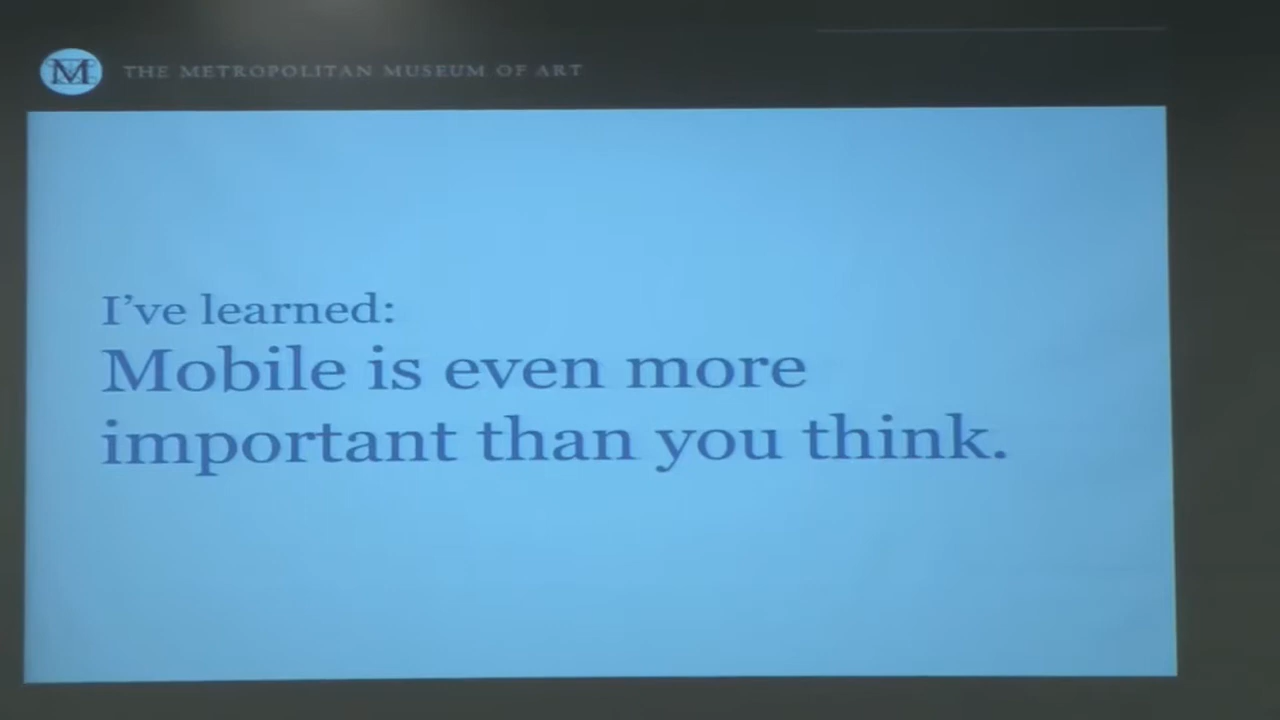 M
THE METROPOLITAN MUSEUM OF ART
I’ve learned:
Mobile is even more
important than you think.